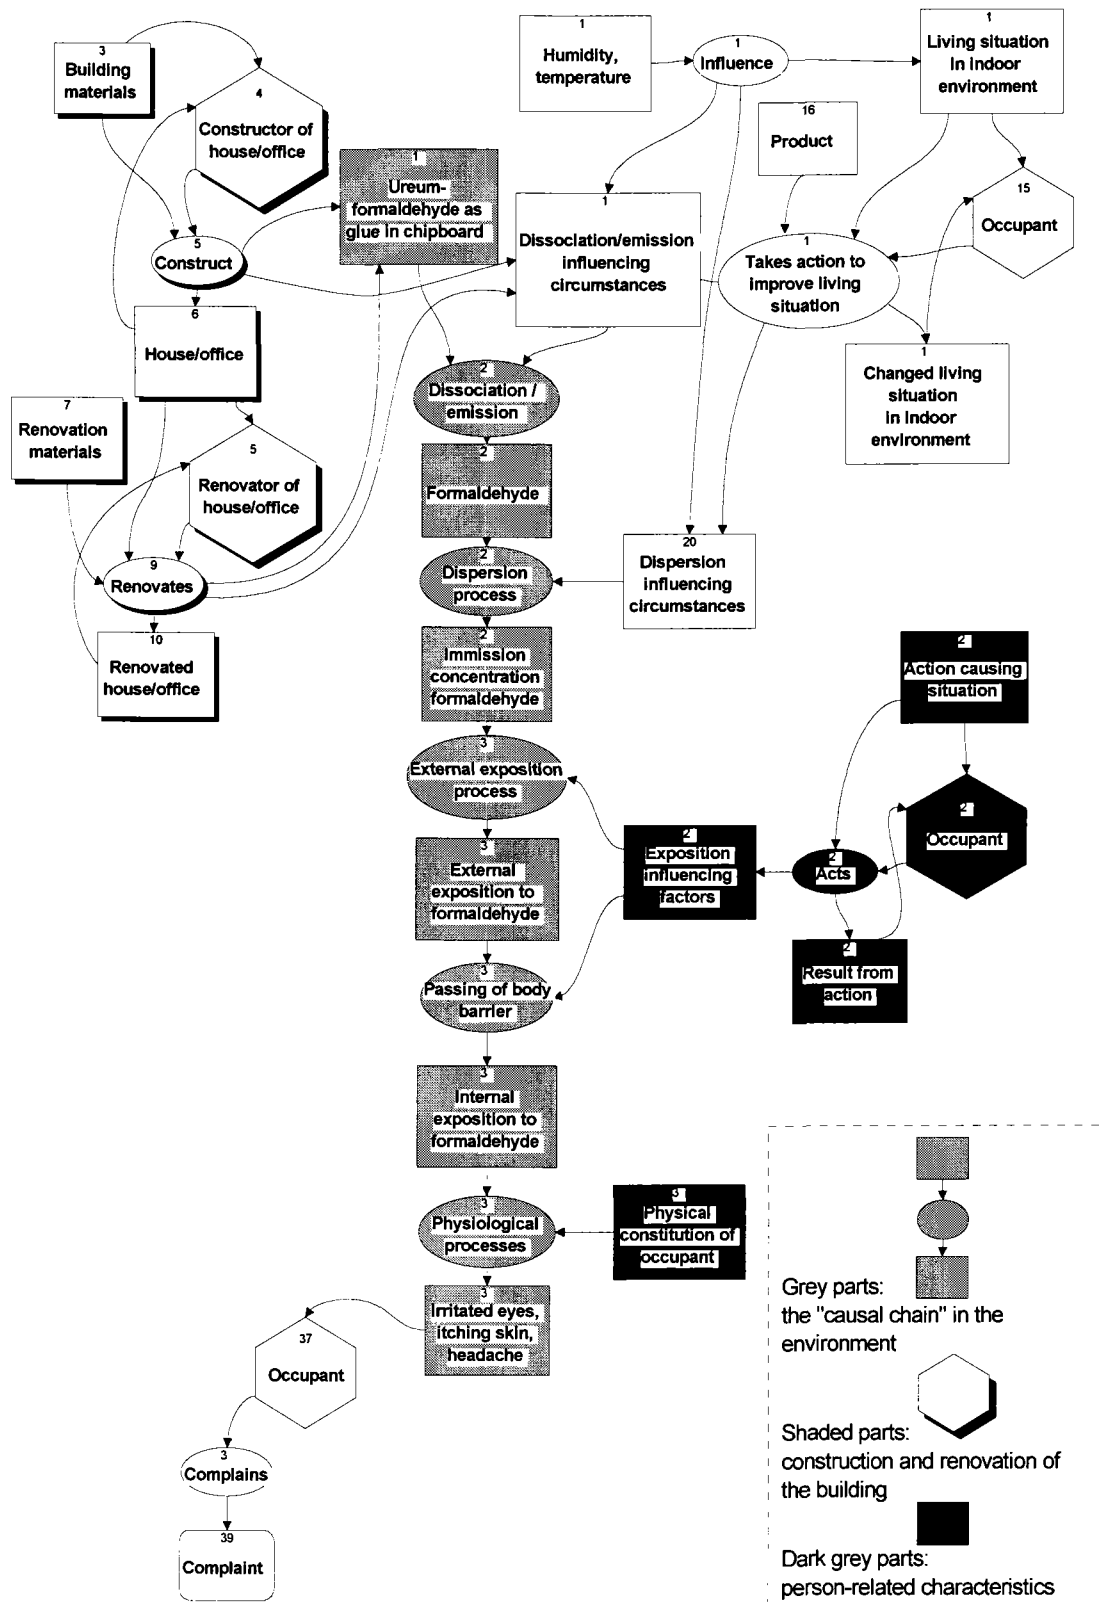 3
Building
materials
4
Constructor of
house/office
1
Humidity,
temperature
1
Influence
1
Living situation
In indoor
environment
16
Product
15
Occupant
1
Ureum-
formaldehyde as
glue in chipboard
1
Dissociation/emission
influencing
circumstances
1
Takes action to
improve living
situation
5
Construct
6
House/office
1
Changed living
situation
in indoor
environment
2
Dissociation /
emission
7
Renovation
materials
5
Renovator of
house/office
2
Formaldehyde
9
Renovates
2
Dispersion
process
20
Dispersion
influencing
circumstances
10
Renovated
house/office
2
Immission
concentration
formaldehyde
2
Action causing
situation
3
External exposition
process
2
Occupant
2
Exposition
influencing
factors
2
Acts
3
External
exposition to
formaldehyde
2
Result from
action
3
Passing of body
barrier
3
Internal
exposition to
formaldehyde
3
Physiological
processes
3
Physical
constitution of
occupant
3
Irritated eyes,
itching skin,
headache
37
Occupant
3
Complains
39
Complaint
Grey parts:
the "causal chain" in the
environment
Shaded parts:
construction and renovation of
the building
Dark grey parts:
person-related characteristics